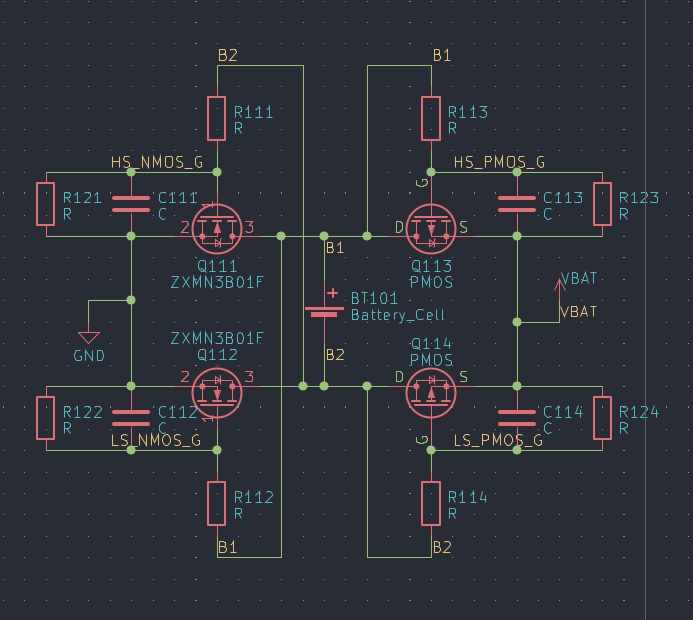 B2
B1
R111
R
R113
R
HS_NMOS_G
HS_PMOS_G
R121
R
C111
C
1
G
C113
C
R123
R
2
3
D
S
B1
Q111
ZXMN3B01F
Q113
PMOS
+
BT101
Battery_Cell
VBAT
VBAT
GND
ZXMN3B01F
Q112
Q114
PMOS
B2
2
3
D
S
R122
R
C112
C
1
G
C114
C
R124
R
LS_NMOS_G
LS_PMOS_G
R112
R
R114
R
B1
B2